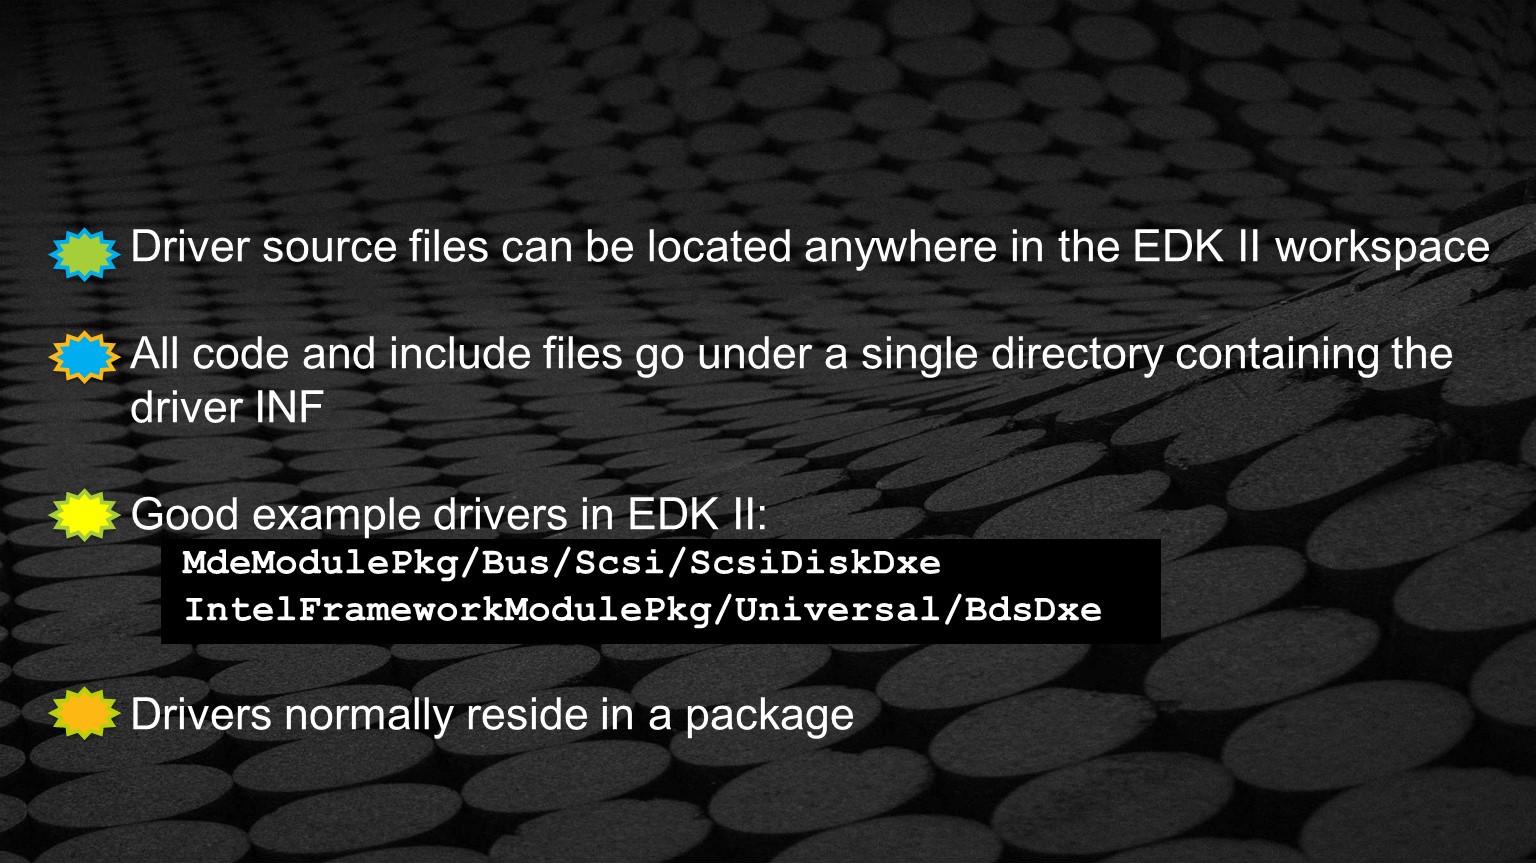 Driver source files can be located anywhere in the EDK II workspace
All code and include files go under a single directory containing the
driver INF
Good example drivers in EDK II:
MdeModulePkg/Bus/Scsi/ScsiDiskDxe
IntelFrameworkModulePkg/Universal/BdsDxe
Drivers normally reside in a package